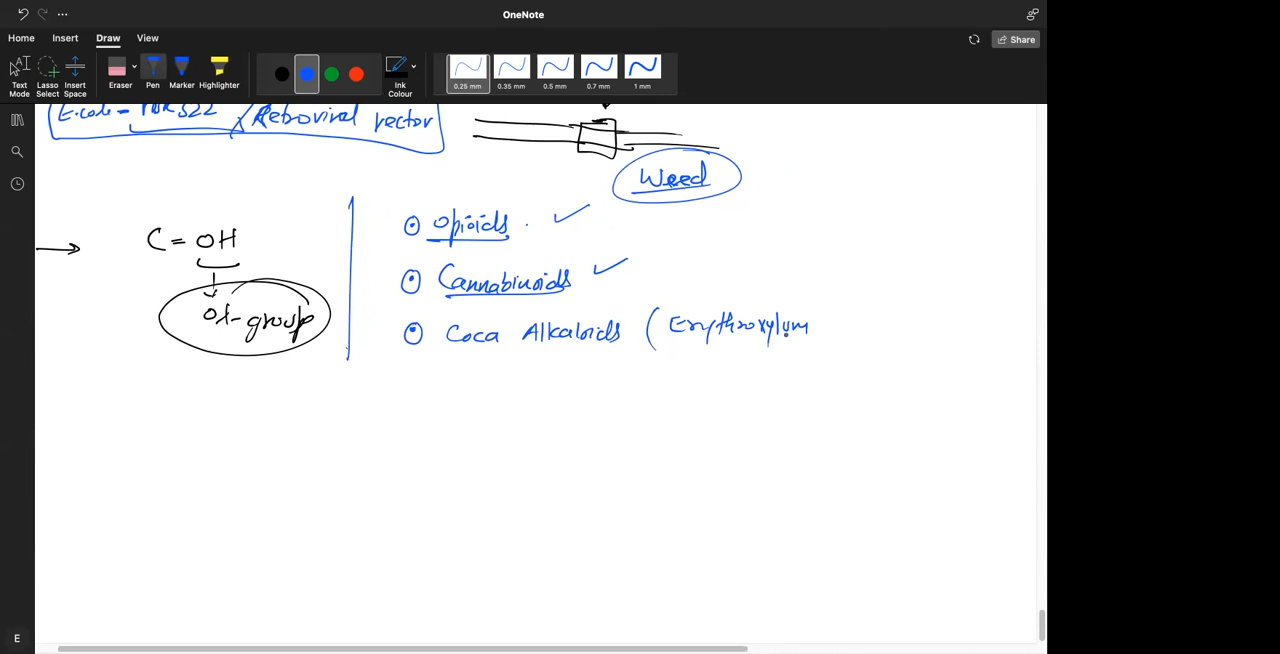 OneNote
Home Insert Draw View
Share
Text Mode
Lasso Select
Insert Space
Eraser
Pen
Marker
Highlighter
Ink Colour
0.25 mm
0.35 mm
0.5 mm
0.7 mm
1 mm
Retroviral vector
Weed
C = OH
OH-group
Opioids
Cannabinoids
Coca Alkaloids (Erythroxylum
E